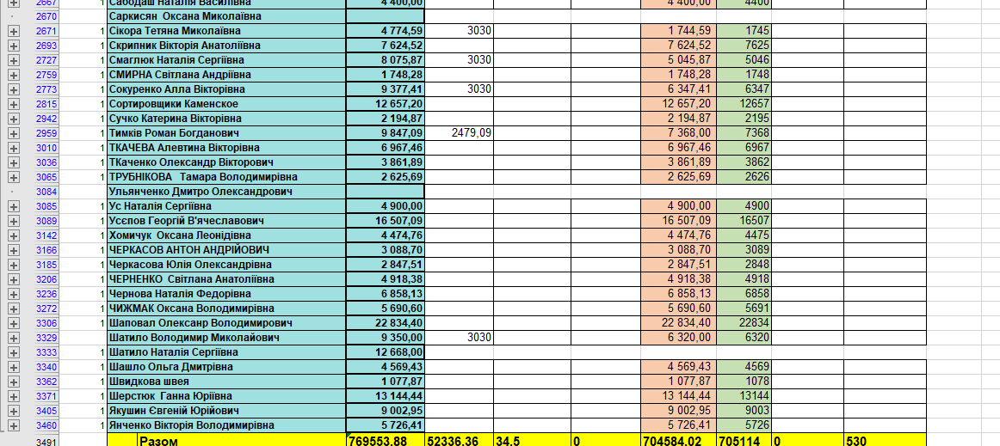 2667 1 Сабодаш Наталія Василівна 4 400,00 4 400,00 4400
2670 Саркисян Оксана Миколаївна
2671 1 Сікора Тетяна Миколаївна 4 774,59 3030 1 744,59 1745
2693 1 Скрипник Вікторія Анатоліївна 7 624,52 7 624,52 7625
2727 1 Смаглюк Наталія Сергіївна 8 075,87 3030 5 045,87 5046
2759 1 СМИРНА Світлана Андріївна 1 748,28 1 748,28 1748
2773 1 Сокуренко Алла Вікторівна 9 377,41 3030 6 347,41 6347
2815 1 Сортировщики Каменское 12 657,20 12 657,20 12657
2942 1 Сучко Катерина Вікторівна 2 194,87 2 194,87 2195
2959 1 Тимків Роман Богданович 9 847,09 2479,09 7 368,00 7368
3010 1 ТКАЧЕВА Алевтина Вікторівна 6 967,46 6 967,46 6967
3036 1 ТКаченко Олександр Вікторович 3 861,89 3 861,89 3862
3065 1 ТРУБНІКОВА Тамара Володимирівна 2 625,69 2 625,69 2626
3084 Ульянченко Дмитро Олександрович
3085 1 Ус Наталія Сергіївна 4 900,00 4 900,00 4900
3089 1 Усєпов Георгій В'ячеславович 16 507,09 16 507,09 16507
3142 1 Хомичук Оксана Леонідівна 4 474,76 4 474,76 4475
3166 1 ЧЕРКАСОВ АНТОН АНДРІЙОВИЧ 3 088,70 3 088,70 3089
3185 1 Черкасова Юлія Олександрівна 2 847,51 2 847,51 2848
3206 1 ЧЕРНЕНКО Світлана Анатоліївна 4 918,38 4 918,38 4918
3236 1 Чернова Наталія Федорівна 6 858,13 6 858,13 6858
3272 1 ЧИЖМАК Оксана Володимирівна 5 690,60 5 690,60 5691
3306 1 Шаповал Олексанр Володимирович 22 834,40 22 834,40 22834
3329 1 Шатило Володимир Миколайович 9 350,00 3030 6 320,00 6320
3333 1 Шатило Наталія Сергіївна 12 668,00
3340 1 Шашло Ольга Дмитрівна 4 569,43 4 569,43 4569
3362 1 Швидкова швея 1 077,87 1 077,87 1078
3371 1 Шерстюк Ганна Юріївна 13 144,44 13 144,44 13144
3405 1 Якушин Євгеній Юрійович 9 002,95 9 002,95 9003
3460 1 Янченко Вікторія Володимирівна 5 726,41 5 726,41 5726
3491 Разом 769553.88 52336.36 34.5 0 704584.02 705114 0 530